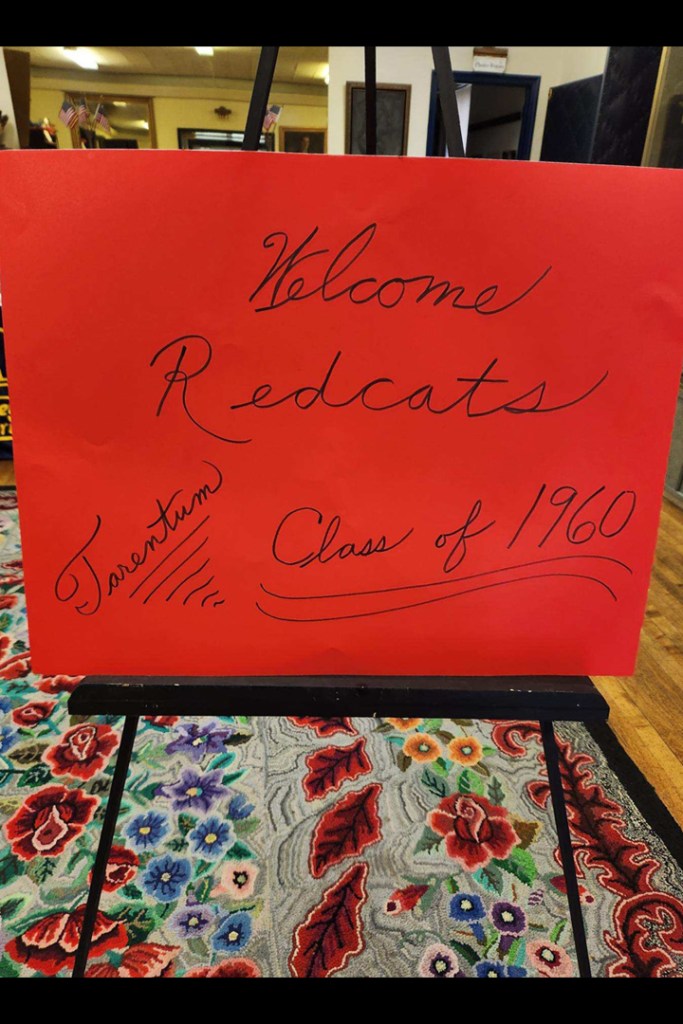 Welcome
Redcats
Tarentum
Class of 1960